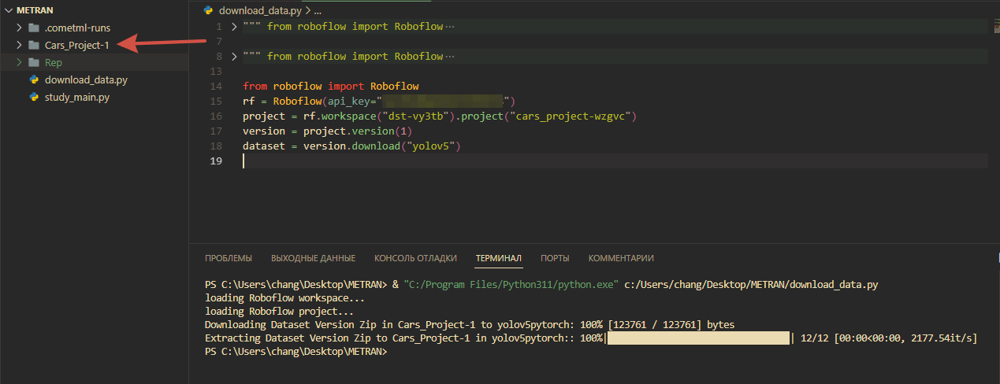 METRAN
.cometml-runs
Cars_Project-1
Rep
download_data.py
study_main.py
download_data.py > ...
1 > """ from roboflow import Roboflow...
7
8 > """ from roboflow import Roboflow...
13
14 from roboflow import Roboflow
15 rf = Roboflow(api_key="")
16 project = rf.workspace("dst-vy3tb").project("cars_project-wzgvc")
17 version = project.version(1)
18 dataset = version.download("yolov5")
19
ПРОБЛЕМЫ ВЫХОДНЫЕ ДАННЫЕ КОНСОЛЬ ОТЛАДКИ ТЕРМИНАЛ ПОРТЫ КОММЕНТАРИИ
PS C:\Users\chang\Desktop\METRAN> & "C:/Program Files/Python311/python.exe" c:/Users/chang/Desktop/METRAN/download_data.py
loading Roboflow workspace...
loading Roboflow project...
Downloading Dataset Version Zip in Cars_Project-1 to yolov5pytorch: 100% [123761 / 123761] bytes
Extracting Dataset Version Zip to Cars_Project-1 in yolov5pytorch:: 100%| | 12/12 [00:00<00:00, 2177.54it/s]
PS C:\Users\chang\Desktop\METRAN>